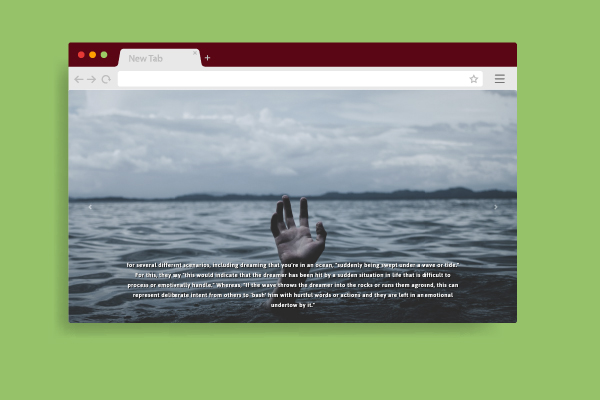 New Tab
for several different scenarios, including dreaming that you're in an ocean, "suddenly being swept under a wave or tide."
For this, they say "this would indicate that the dreamer has been hit by a sudden situation in life that is difficult to
process or emotionally handle." Whereas, "if the wave throws the dreamer into the rocks or runs them aground, this can
represent deliberate intent from others to 'bash' him with hurtful words or actions and they are left in an emotional
undertow by it."